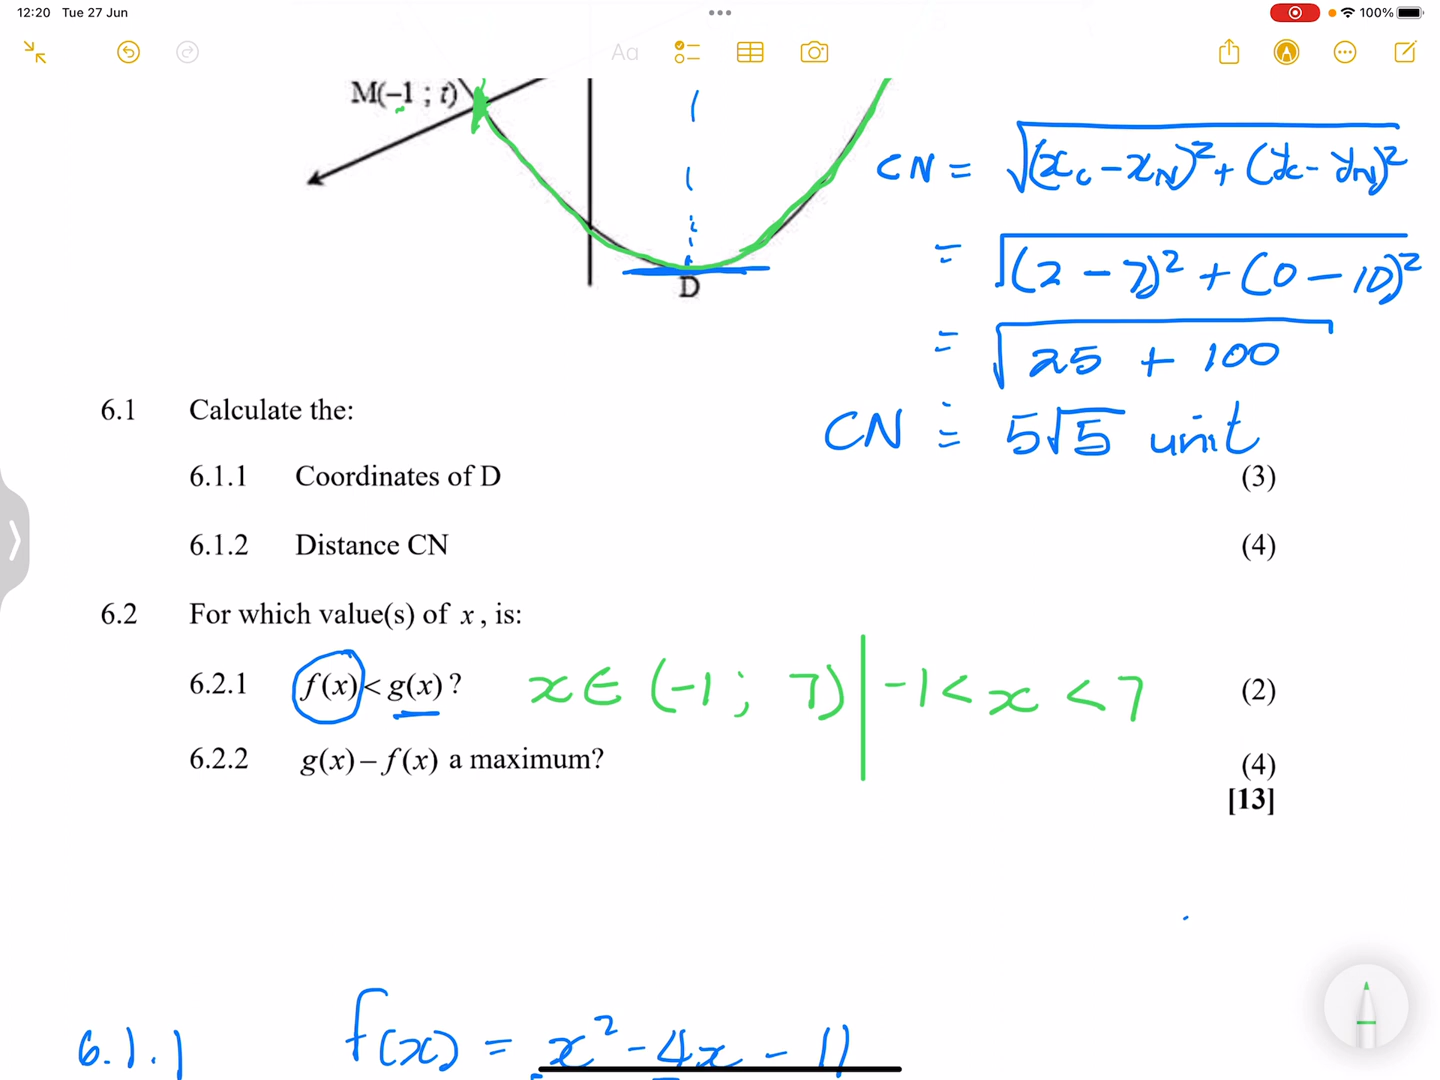 12:20 Tue 27 Jun
100%
Aa
M(−1 ; t)
D
CN = √(x_C − x_N)² + (y_C − y_N)²
= √(2 − 7)² + (0 − 10)²
= √25 + 100
CN = 5√5 unit
6.1 Calculate the:
6.1.1 Coordinates of D (3)
6.1.2 Distance CN (4)
6.2 For which value(s) of x , is:
6.2.1 f(x) < g(x) ? x ∈ (−1 ; 7) | −1 < x < 7 (2)
6.2.2 g(x) − f(x) a maximum? (4)
[13]
6.1.1 f(x) = x² − 4x − 11